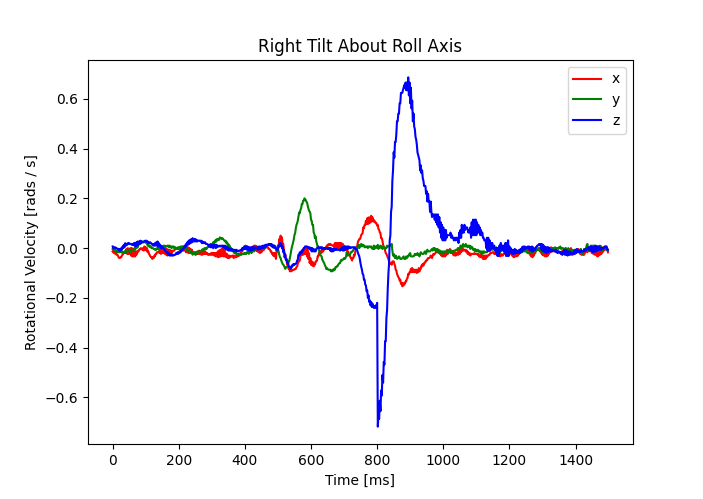 Right Tilt About Roll Axis
Rotational Velocity [rads / s]
0.6
0.4
0.2
0.0
−0.2
−0.4
−0.6
x
y
z
0 200 400 600 800 1000 1200 1400
Time [ms]